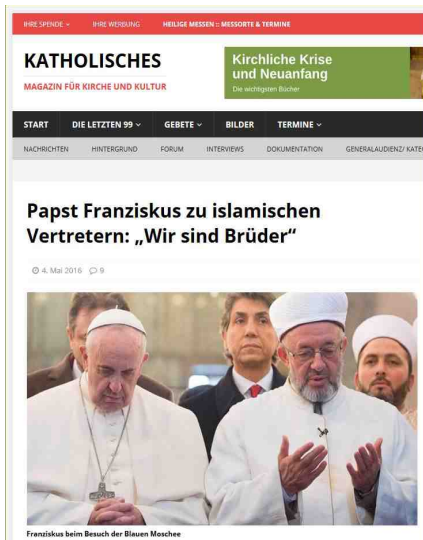 IHRE SPENDE
IHRE WERBUNG
HEILIGE MESSEN :: MESSORTE & TERMINE
KATHOLISCHES
MAGAZIN FÜR KIRCHE UND KULTUR
Kirchliche Krise
und Neuanfang
Die wichtigsten Bücher
START DIE LETZTEN 99 GEBETE BILDER TERMINE
NACHRICHTEN HINTERGRUND FORUM INTERVIEWS DOKUMENTATION GENERALAUDIENZ/ KATE
Papst Franziskus zu islamischen
Vertretern: „Wir sind Brüder“
4. Mai 2016 9
Franziskus beim Besuch der Blauen Moschee